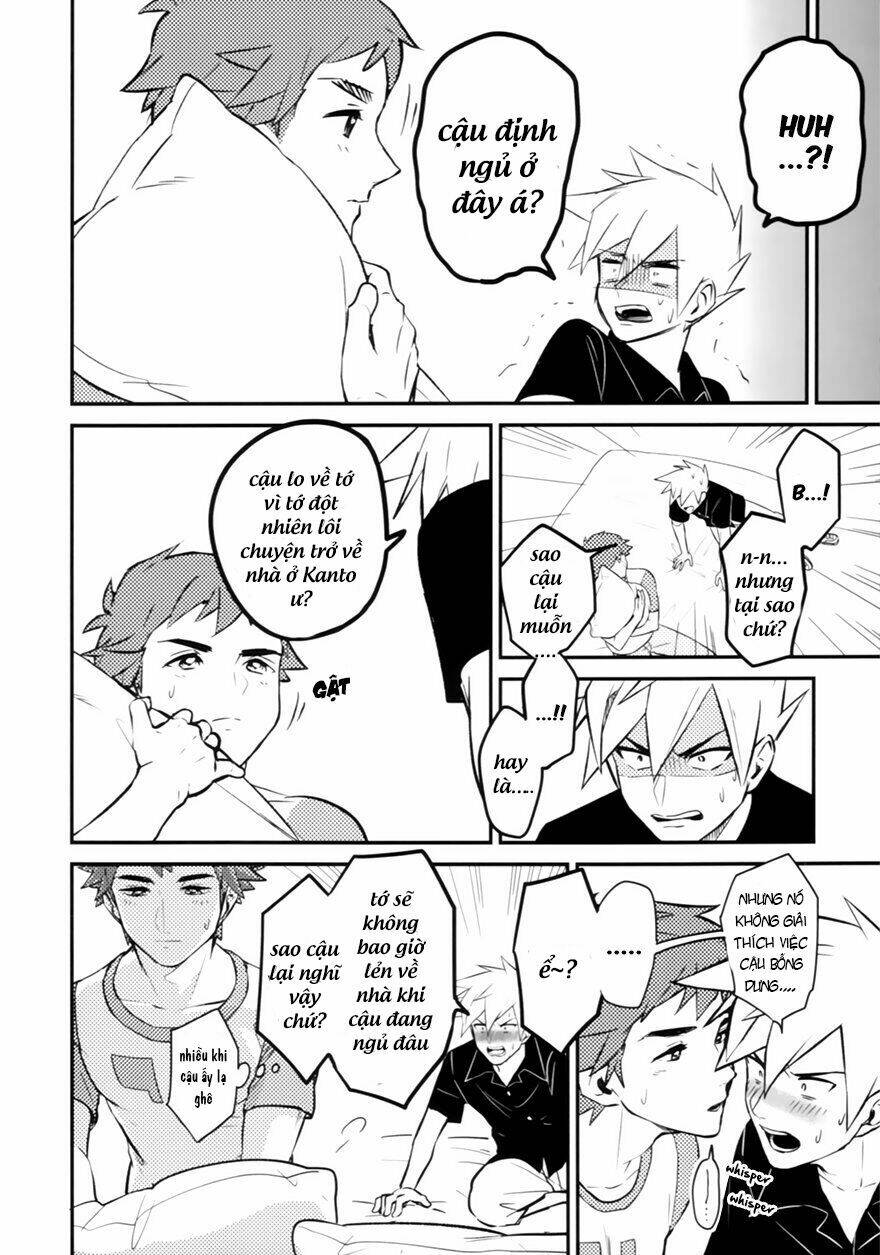 HUH
...?!
cậu định
ngủ ở
đây á?
B...!
n-n...
nhưng
tại sao
chứ?
sao
cậu lại
muốn
.....
...!!
hay
là.....
cậu lo về tớ
vì tớ đột
nhiên lôi
chuyện trở về
nhà ở Kanto
ư?
GẬT
NHƯNG NÓ
KHÔNG GIẢI
THÍCH VIỆC
CẬU BỖNG
DƯNG....
......
ể~?
...
whisper
whisper
tớ sẽ
không
bao giờ
lẻn về
nhà khi
cậu đang
ngủ đâu
sao cậu
lại nghĩ
vậy
chứ?
nhiều khi
cậu ấy lạ
ghê